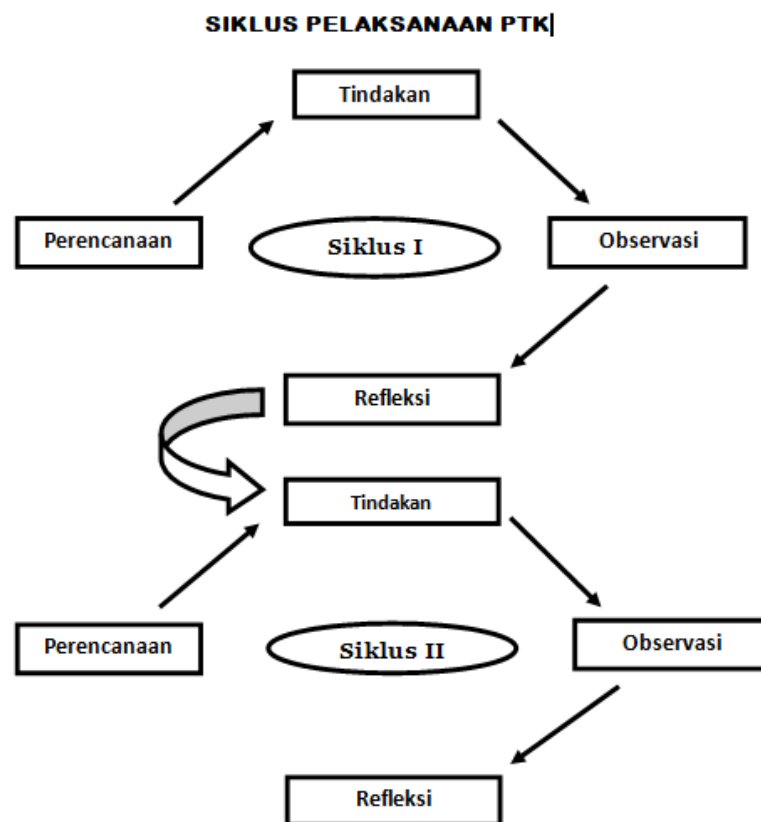 SIKLUS PELAKSANAAN PTK
Tindakan
Perencanaan
Siklus I
Observasi
Refleksi
Tindakan
Perencanaan
Siklus II
Observasi
Refleksi